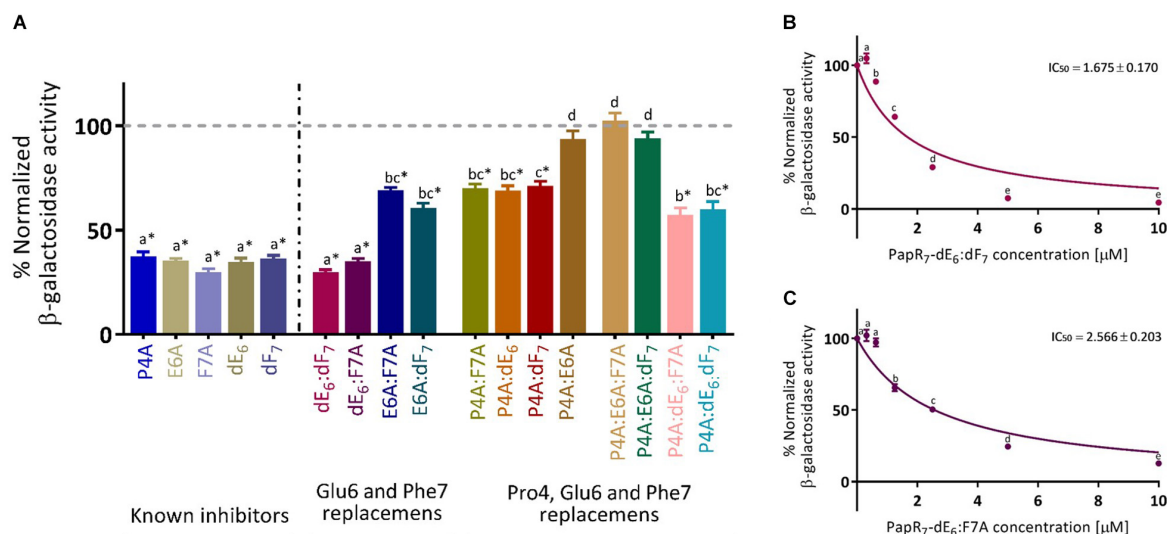 A
% Normalized
β-galactosidase activity
100
50
0
a* a* a* a* a* a* a* bc* bc* bc* bc* c* d d d b* bc*
P4A E6A F7A dE6 dF7 dE6:dF7 dE6:F7A E6A:F7A E6A:dF7 P4A:F7A P4A:dE6 P4A:dF7 P4A:E6A P4A:E6A:F7A P4A:E6A:dF7 P4A:dE6:F7A P4A:dE6:dF7
Known inhibitors
Glu6 and Phe7
replacemens
Pro4, Glu6 and Phe7
replacemens
B
% Normalized
β-galactosidase activity
100
50
0
a a b c d e e
IC50 = 1.675 ± 0.170
2 4 6 8 10
PapR7-dE6:dF7 concentration [µM]
C
% Normalized
β-galactosidase activity
100
50
0
a a a b c d e
IC50 = 2.566 ± 0.203
2 4 6 8 10
PapR7-dE6:F7A concentration [µM]